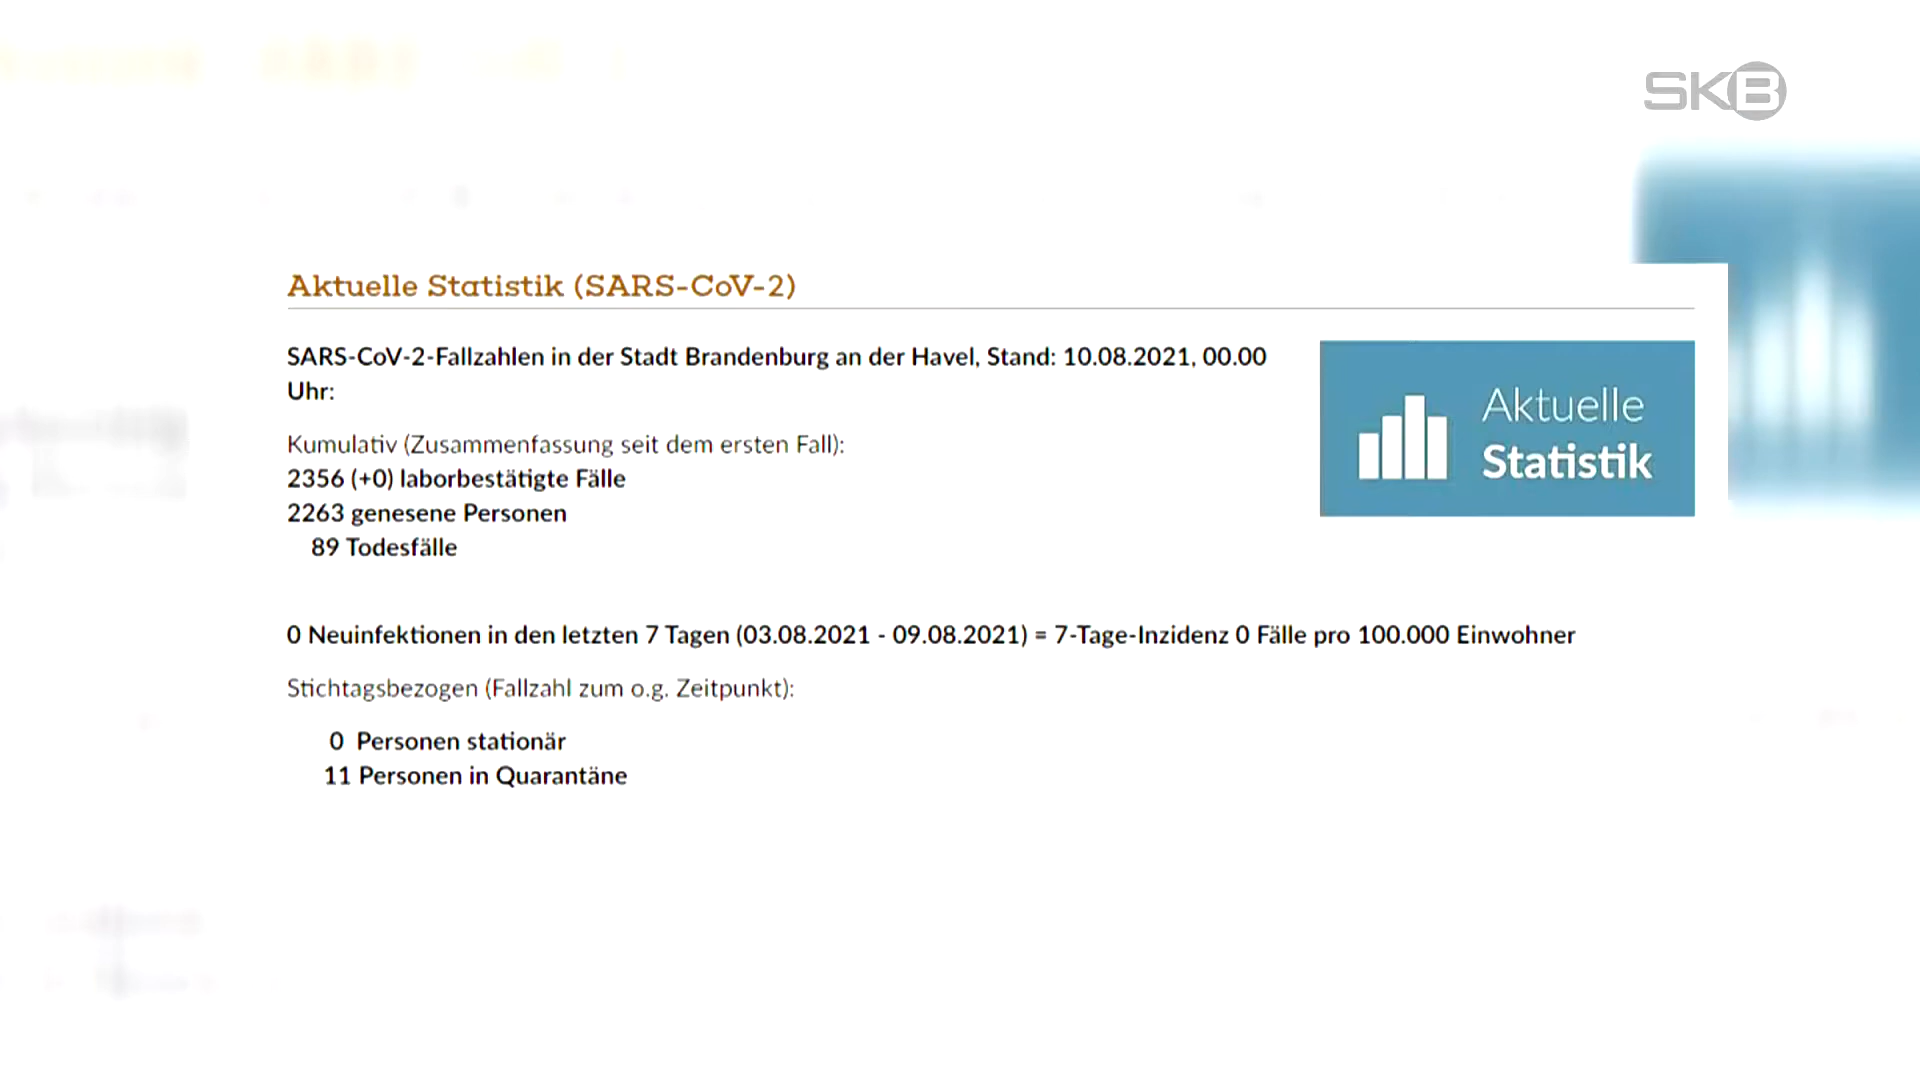 SKB
Aktuelle Statistik (SARS-CoV-2)
SARS-CoV-2-Fallzahlen in der Stadt Brandenburg an der Havel, Stand: 10.08.2021, 00.00
Uhr:
Aktuelle
Statistik
Kumulativ (Zusammenfassung seit dem ersten Fall):
2356 (+0) laborbestätigte Fälle
2263 genesene Personen
89 Todesfälle
0 Neuinfektionen in den letzten 7 Tagen (03.08.2021 - 09.08.2021) = 7-Tage-Inzidenz 0 Fälle pro 100.000 Einwohner
Stichtagsbezogen (Fallzahl zum o.g. Zeitpunkt):
0 Personen stationär
11 Personen in Quarantäne